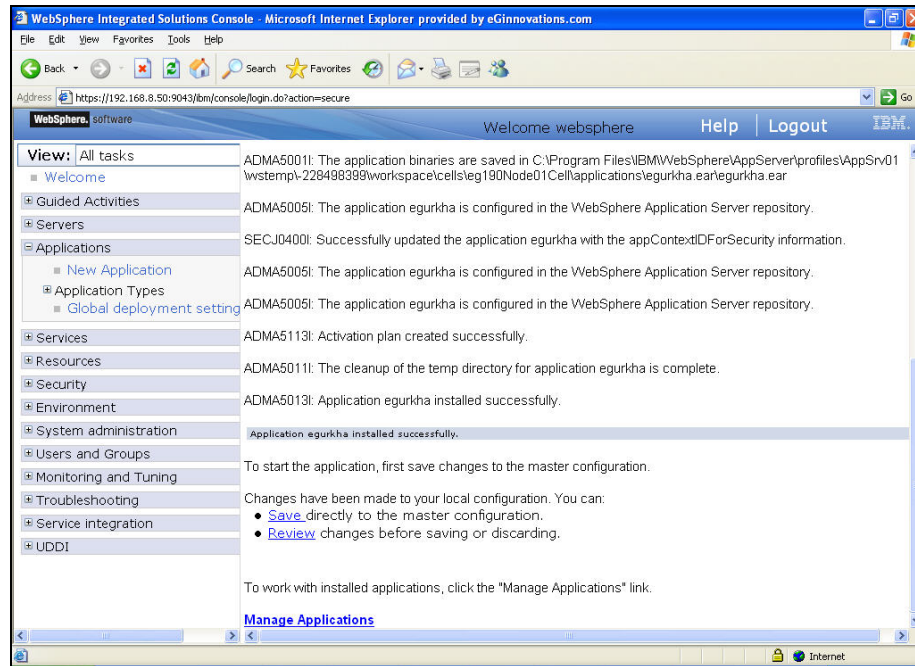 WebSphere Integrated Solutions Console - Microsoft Internet Explorer provided by eGinnovations.com
File Edit View Favorites Tools Help
Back Search Favorites
Address https://192.168.8.50:9043/ibm/console/login.do?action=secure Go
WebSphere. software Welcome websphere Help Logout IBM.
View: All tasks
Welcome
Guided Activities
Servers
Applications
New Application
Application Types
Global deployment setting
Services
Resources
Security
Environment
System administration
Users and Groups
Monitoring and Tuning
Troubleshooting
Service integration
UDDI
ADMA5001I: The application binaries are saved in C:\Program Files\IBM\WebSphere\AppServer\profiles\AppSrv01
\wstemp\-228498399\workspace\cells\eg190Node01Cell\applications\egurkha.ear\egurkha.ear
ADMA5005I: The application egurkha is configured in the WebSphere Application Server repository.
SECJ0400I: Successfully updated the application egurkha with the appContextIDForSecurity information.
ADMA5005I: The application egurkha is configured in the WebSphere Application Server repository.
ADMA5005I: The application egurkha is configured in the WebSphere Application Server repository.
ADMA5113I: Activation plan created successfully.
ADMA5011I: The cleanup of the temp directory for application egurkha is complete.
ADMA5013I: Application egurkha installed successfully.
Application egurkha installed successfully.
To start the application, first save changes to the master configuration.
Changes have been made to your local configuration. You can:
Save directly to the master configuration.
Review changes before saving or discarding.
To work with installed applications, click the "Manage Applications" link.
Manage Applications
Internet